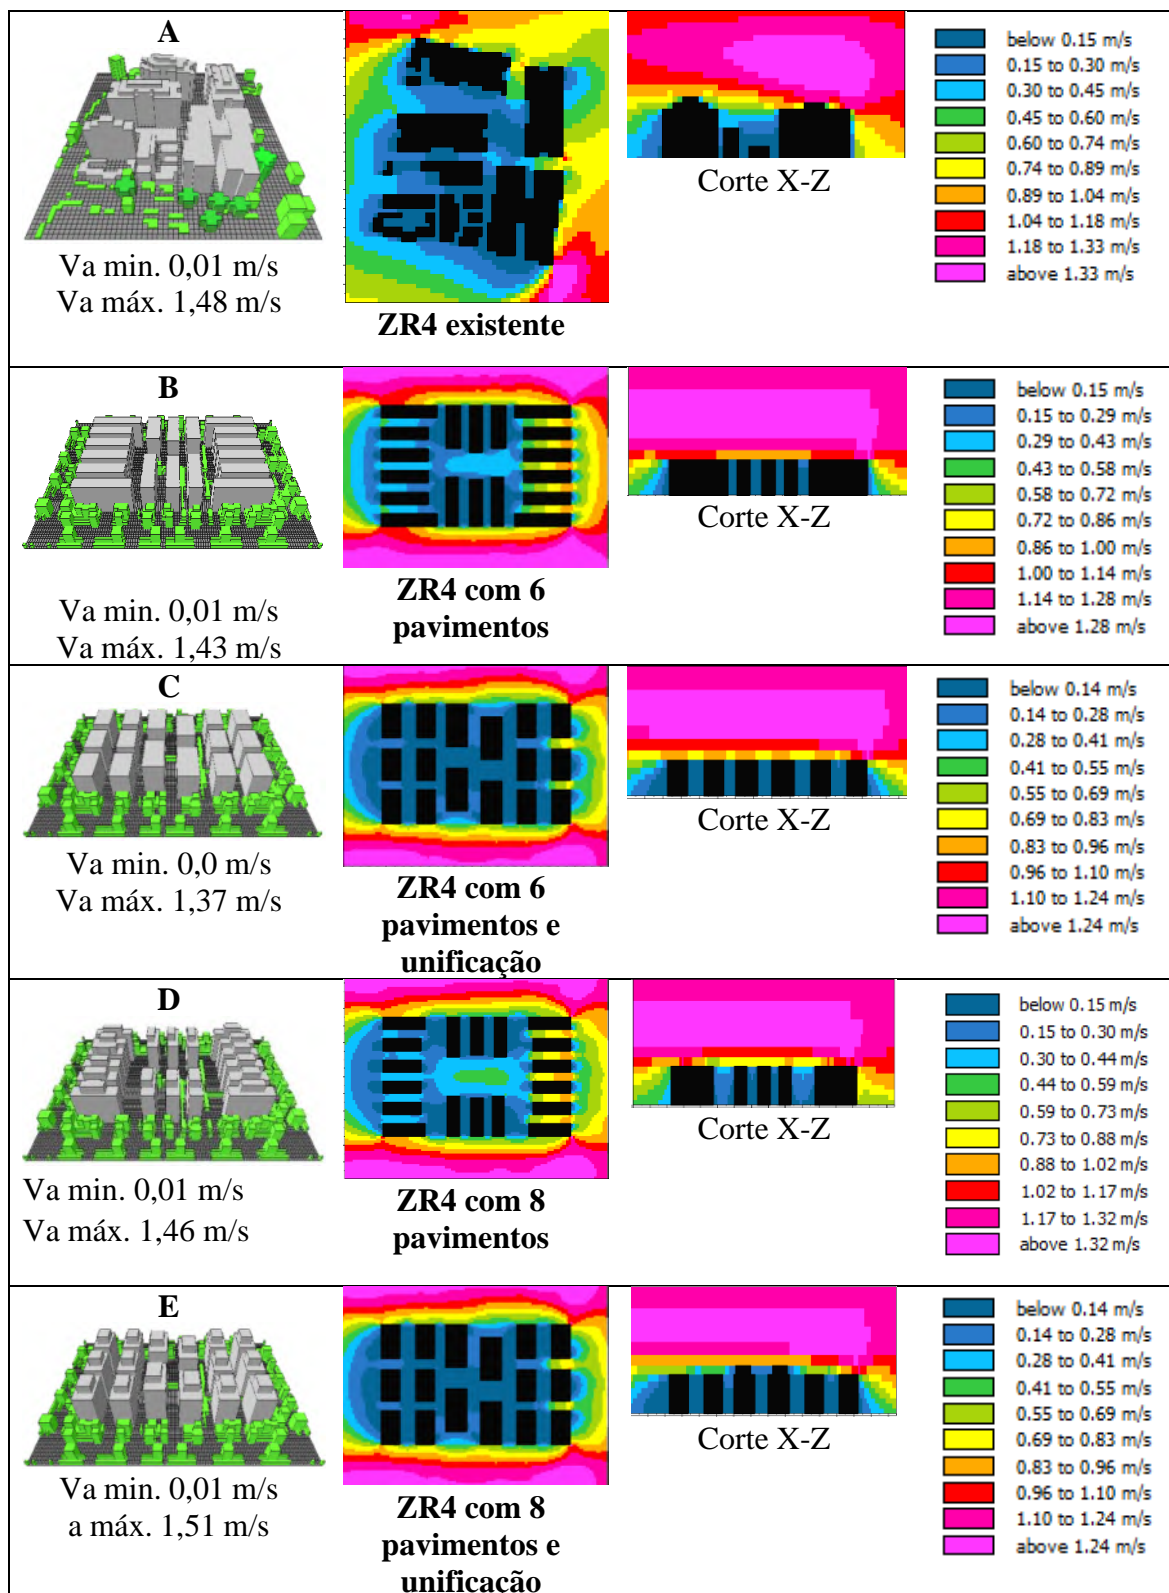 A
Va min. 0,01 m/s
Va máx. 1,48 m/s
ZR4 existente
Corte X-Z
below 0.15 m/s
0.15 to 0.30 m/s
0.30 to 0.45 m/s
0.45 to 0.60 m/s
0.60 to 0.74 m/s
0.74 to 0.89 m/s
0.89 to 1.04 m/s
1.04 to 1.18 m/s
1.18 to 1.33 m/s
above 1.33 m/s
B
Va min. 0,01 m/s
Va máx. 1,43 m/s
ZR4 com 6
pavimentos
Corte X-Z
below 0.15 m/s
0.15 to 0.29 m/s
0.29 to 0.43 m/s
0.43 to 0.58 m/s
0.58 to 0.72 m/s
0.72 to 0.86 m/s
0.86 to 1.00 m/s
1.00 to 1.14 m/s
1.14 to 1.28 m/s
above 1.28 m/s
C
Va min. 0,0 m/s
Va máx. 1,37 m/s
ZR4 com 6
pavimentos e
unificação
Corte X-Z
below 0.14 m/s
0.14 to 0.28 m/s
0.28 to 0.41 m/s
0.41 to 0.55 m/s
0.55 to 0.69 m/s
0.69 to 0.83 m/s
0.83 to 0.96 m/s
0.96 to 1.10 m/s
1.10 to 1.24 m/s
above 1.24 m/s
D
Va min. 0,01 m/s
Va máx. 1,46 m/s
ZR4 com 8
pavimentos
Corte X-Z
below 0.15 m/s
0.15 to 0.30 m/s
0.30 to 0.44 m/s
0.44 to 0.59 m/s
0.59 to 0.73 m/s
0.73 to 0.88 m/s
0.88 to 1.02 m/s
1.02 to 1.17 m/s
1.17 to 1.32 m/s
above 1.32 m/s
E
Va min. 0,01 m/s
a máx. 1,51 m/s
ZR4 com 8
pavimentos e
unificação
Corte X-Z
below 0.14 m/s
0.14 to 0.28 m/s
0.28 to 0.41 m/s
0.41 to 0.55 m/s
0.55 to 0.69 m/s
0.69 to 0.83 m/s
0.83 to 0.96 m/s
0.96 to 1.10 m/s
1.10 to 1.24 m/s
above 1.24 m/s